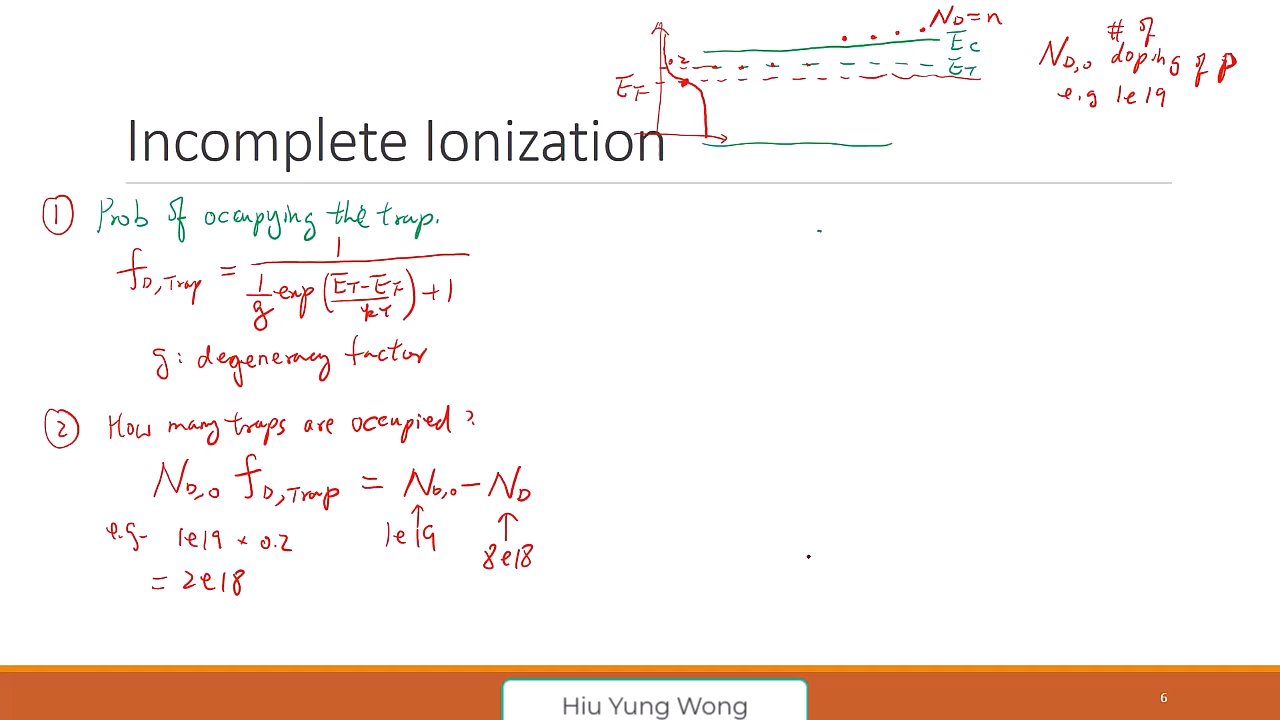 N_D = n
# of
E_C
N_D,0 doping of P
0.2
E_T
E_F
e.g 1e19
Incomplete Ionization
① Prob of occupying the trap.
f_D,Trap = 1 / (1/g exp((E_T - E_F)/kT) + 1)
g: degeneracy factor
② How many traps are occupied?
N_D,0 f_D,Trap = N_D,0 - N_D
e.g- 1e19 × 0.2 1e19 8e18
= 2e18
6
Hiu Yung Wong